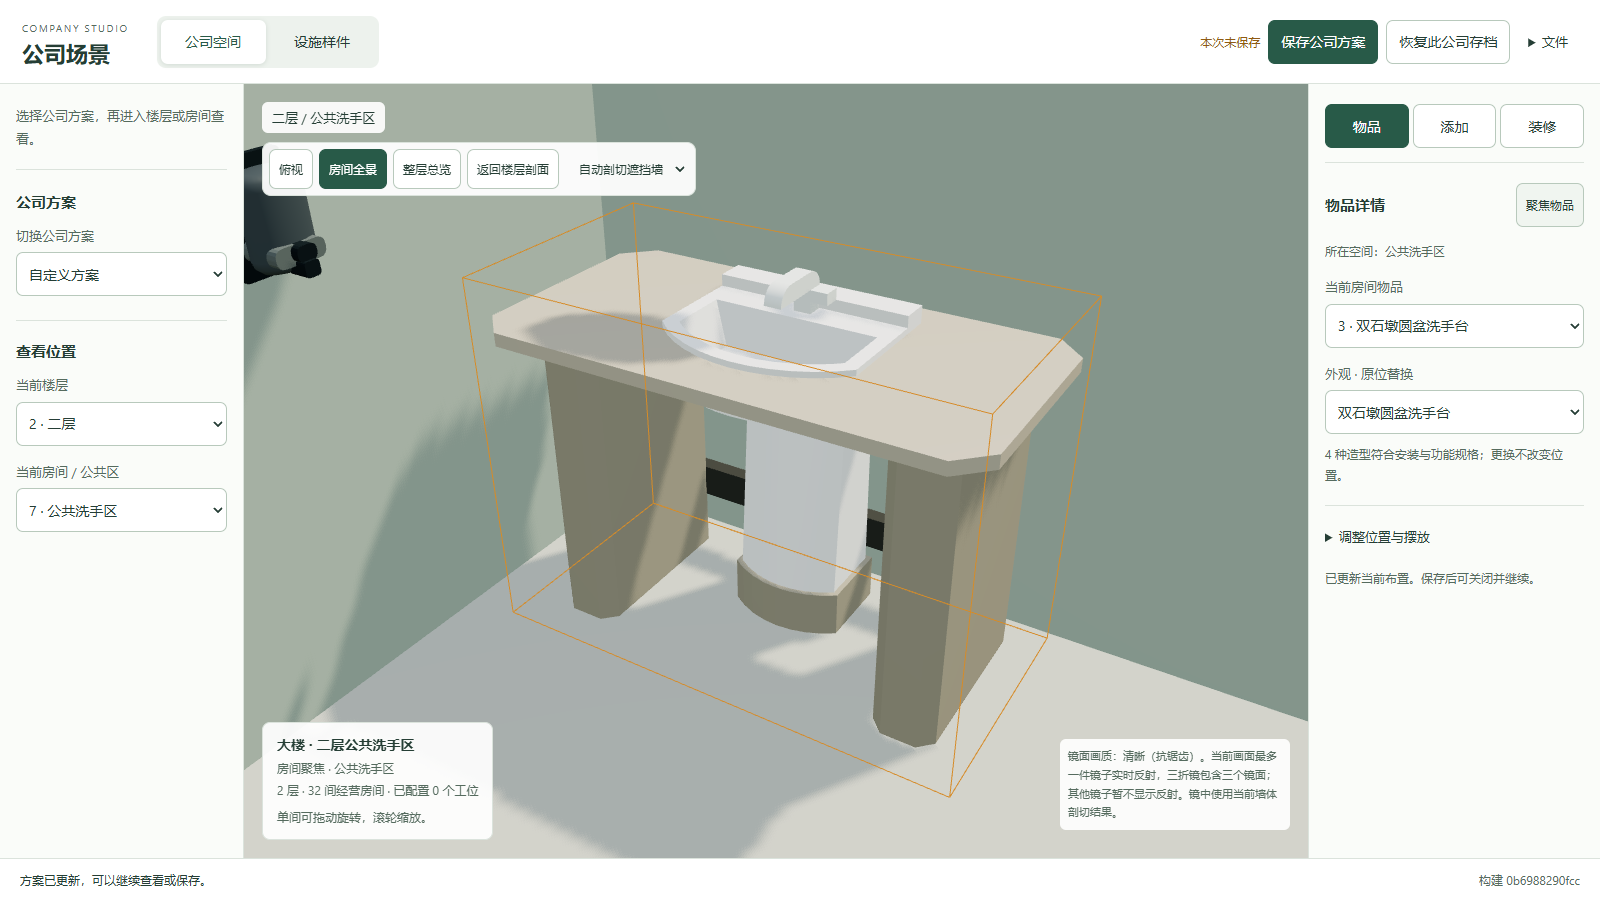 COMPANY STUDIO
公司场景
公司空间
设施样件
本次未保存
保存公司方案
恢复此公司存档
文件
选择公司方案，再进入楼层或房间查
看。
公司方案
切换公司方案
自定义方案
查看位置
当前楼层
2 · 二层
当前房间 / 公共区
7 · 公共洗手区
二层 / 公共洗手区
俯视
房间全景
整层总览
返回楼层剖面
自动剖切遮挡墙
大楼 · 二层公共洗手区
房间聚焦 · 公共洗手区
2 层 · 32 间经营房间 · 已配置 0 个工位
单间可拖动旋转，滚轮缩放。
镜面画质：清晰（抗锯齿）。当前画面最多
一件镜子实时反射，三折镜包含三个镜面；
其他镜子暂不显示反射。镜中使用当前墙体
剖切结果。
物品
添加
装修
物品详情
聚焦物品
所在空间：公共洗手区
当前房间物品
3 · 双石墩圆盆洗手台
外观 · 原位替换
双石墩圆盆洗手台
4 种造型符合安装与功能规格；更换不改变位
置。
调整位置与摆放
已更新当前布置。保存后可关闭并继续。
方案已更新，可以继续查看或保存。
构建 0b6988290fcc